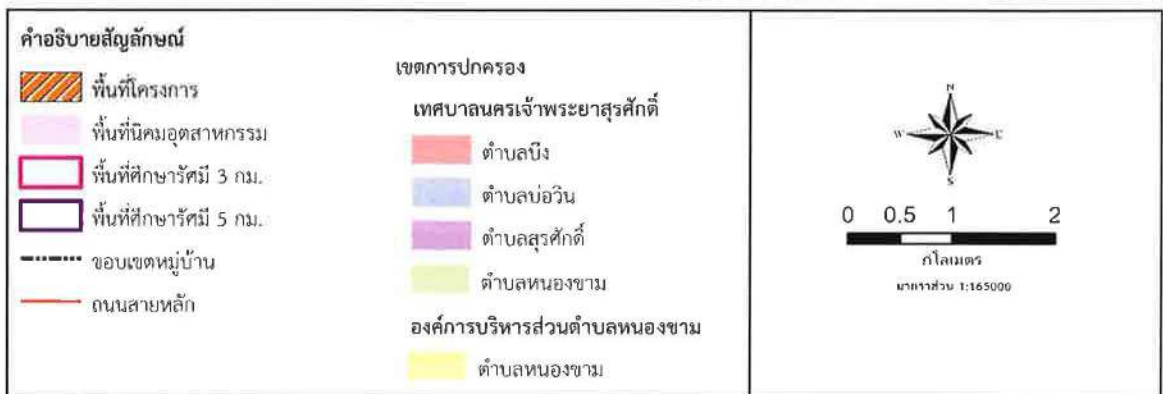 คำอธิบายสัญลักษณ์
พื้นที่โครงการ
พื้นที่นิคมอุตสาหกรรม
พื้นที่ศึกษารัศมี 3 กม.
พื้นที่ศึกษารัศมี 5 กม.
ขอบเขตหมู่บ้าน
ถนนสายหลัก
เขตการปกครอง
เทศบาลนครเจ้าพระยาสุรศักดิ์
ตำบลบึง
ตำบลบ่อวิน
ตำบลสุรศักดิ์
ตำบลหนองขาม
องค์การบริหารส่วนตำบลหนองขาม
ตำบลหนองขาม
N
W E
S
0 0.5 1 2
กิโลเมตร
มาตราส่วน 1:165000